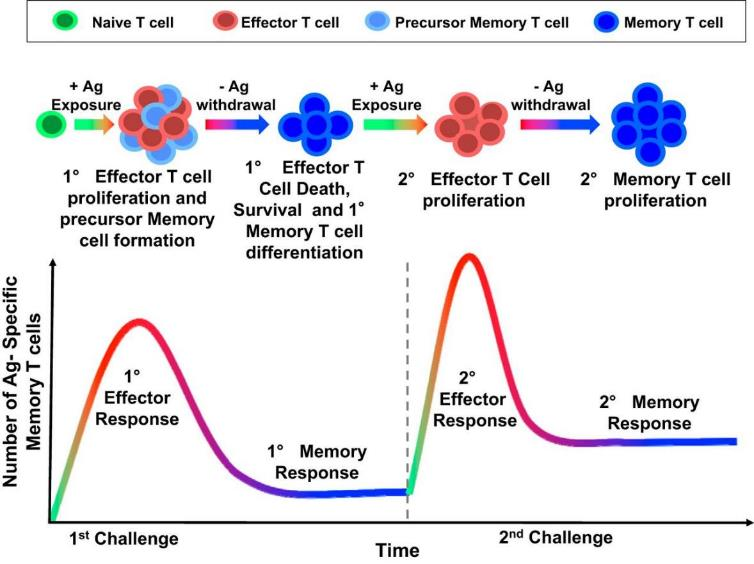 Naive T cell
Effector T cell
Precursor Memory T cell
Memory T cell
+ Ag
Exposure
- Ag
withdrawal
+ Ag
Exposure
- Ag
withdrawal
1° Effector T cell
proliferation and
precursor Memory
cell formation
1° Effector T
Cell Death,
Survival and 1°
Memory T cell
differentiation
2° Effector T Cell
proliferation
2° Memory T cell
proliferation
Number of Ag- Specific
Memory T cells
1°
Effector
Response
1° Memory
Response
2°
Effector
Response
2° Memory
Response
1st Challenge
Time
2nd Challenge